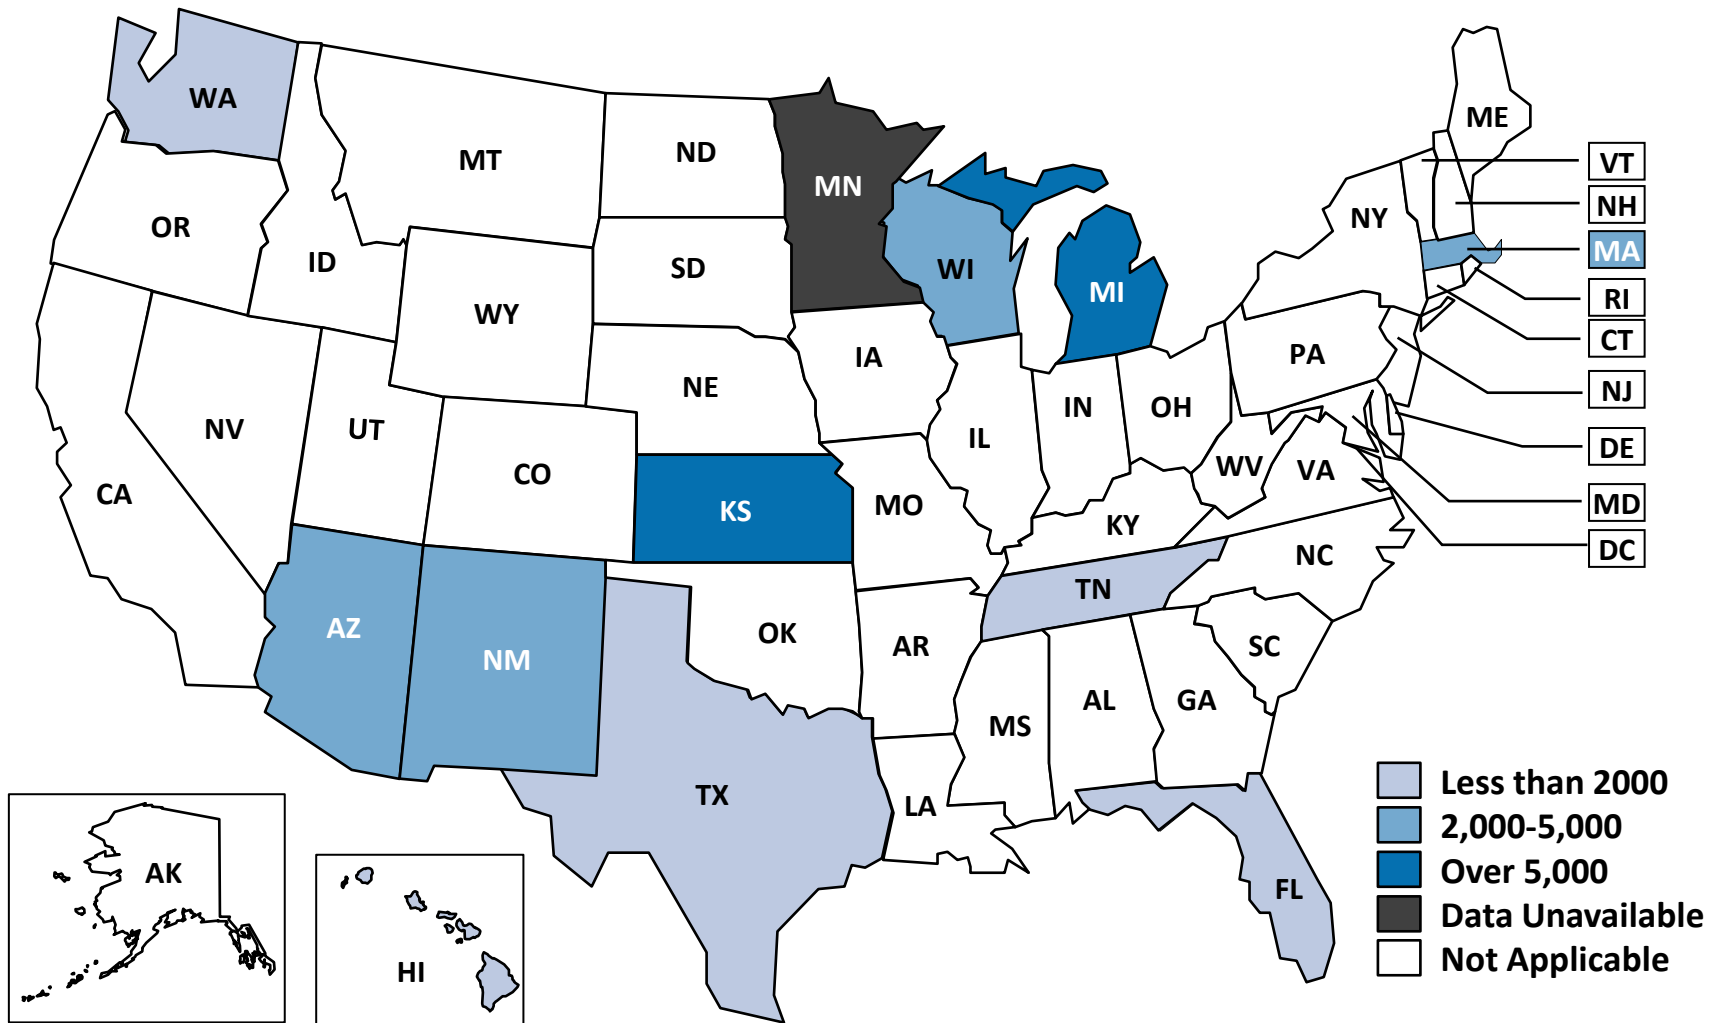 WA
ME
MT
ND
VT
MN
NH
OR
NY
MA
ID
SD
WI
MI
RI
WY
CT
IA
PA
NE
NJ
IN
OH
NV
UT
IL
DE
CO
WV
VA
CA
MO
MD
KS
KY
DC
NC
TN
AZ
OK
AR
SC
NM
AL
GA
MS
TX
LA
AK
FL
HI
Less than 2000
2,000-5,000
Over 5,000
Data Unavailable
Not Applicable